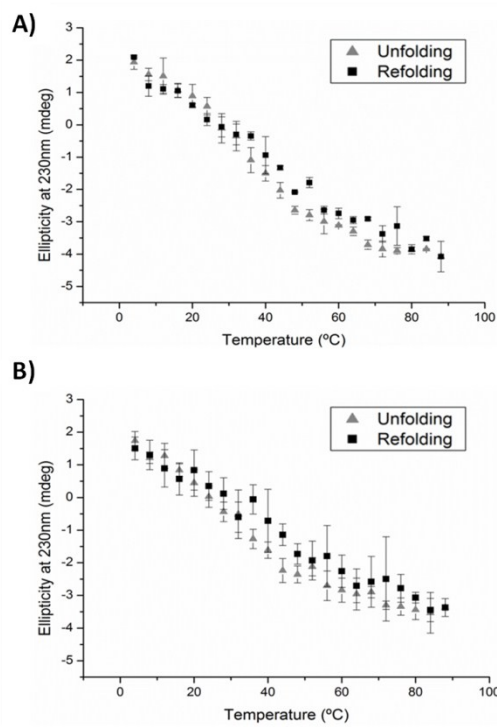 A)
Unfolding
Refolding
Ellipticity at 230nm (mdeg)
3
2
1
0
-1
-2
-3
-4
-5
0 20 40 60 80 100
Temperature (ºC)
B)
Unfolding
Refolding
Ellipticity at 230nm (mdeg)
3
2
1
0
-1
-2
-3
-4
-5
0 20 40 60 80 100
Temperature (ºC)